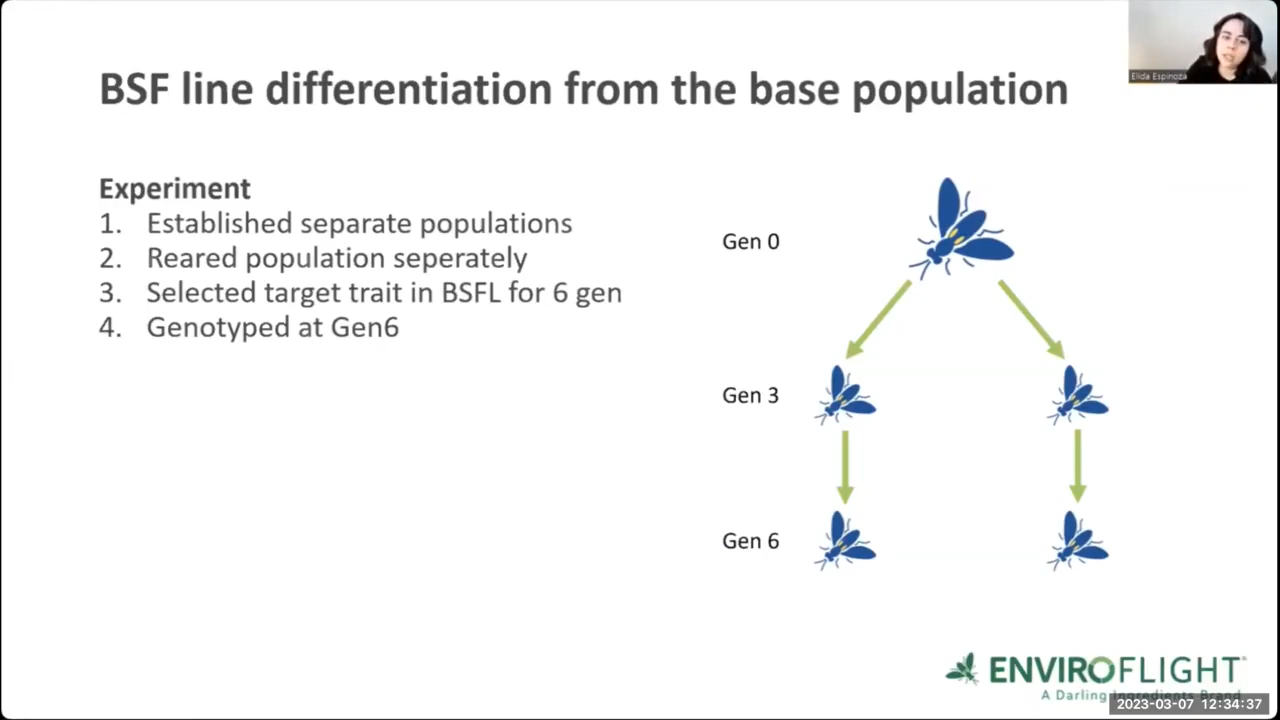 BSF line differentiation from the base population
Elida Espinoza
Experiment
1. Established separate populations
2. Reared population seperately
3. Selected target trait in BSFL for 6 gen
4. Genotyped at Gen6
Gen 0
Gen 3
Gen 6
ENVIROFLIGHT
A Darling Ingredients Brand
2023-03-07 12:34:37